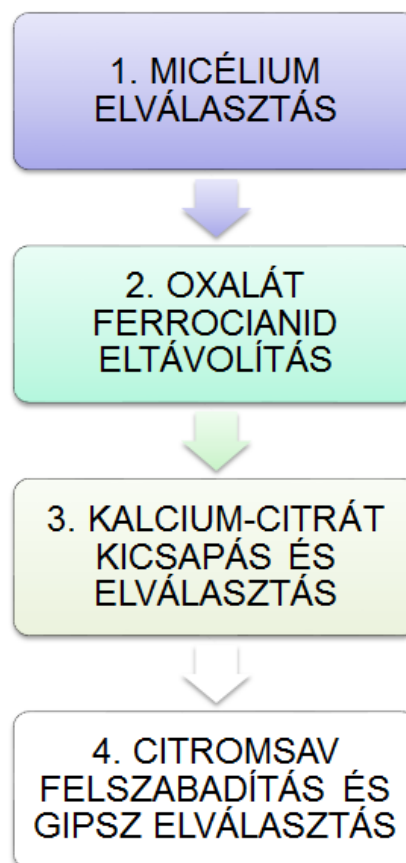 1. MICÉLIUM
ELVÁLASZTÁS
2. OXALÁT
FERROCIANID
ELTÁVOLÍTÁS
3. KALCIUM-CITRÁT
KICSAPÁS ÉS
ELVÁLASZTÁS
4. CITROMSAV
FELSZABADÍTÁS ÉS
GIPSZ ELVÁLASZTÁS